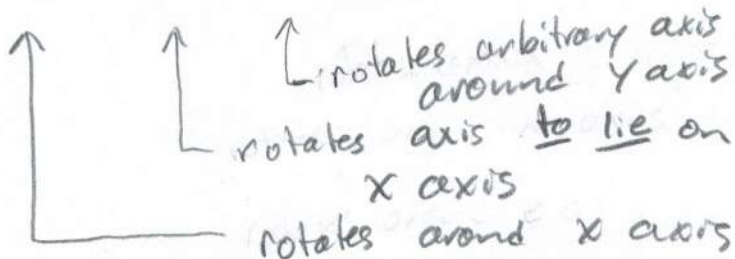 rotates arbitrary axis
around Y axis
rotates axis to lie on
X axis
rotates around X axis